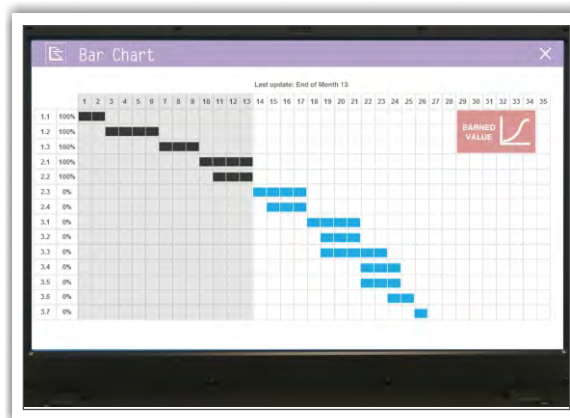 Bar Chart
Last update: End of Month 13
1 2 3 4 5 6 7 8 9 10 11 12 13 14 15 16 17 18 19 20 21 22 23 24 25 26 27 28 29 30 31 32 33 34 35
1.1 100%
1.2 100%
1.3 100%
2.1 100%
2.2 100%
2.3 0%
2.4 0%
3.1 0%
3.2 0%
3.3 0%
3.4 0%
3.5 0%
3.6 0%
3.7 0%
BARNED
VALUE